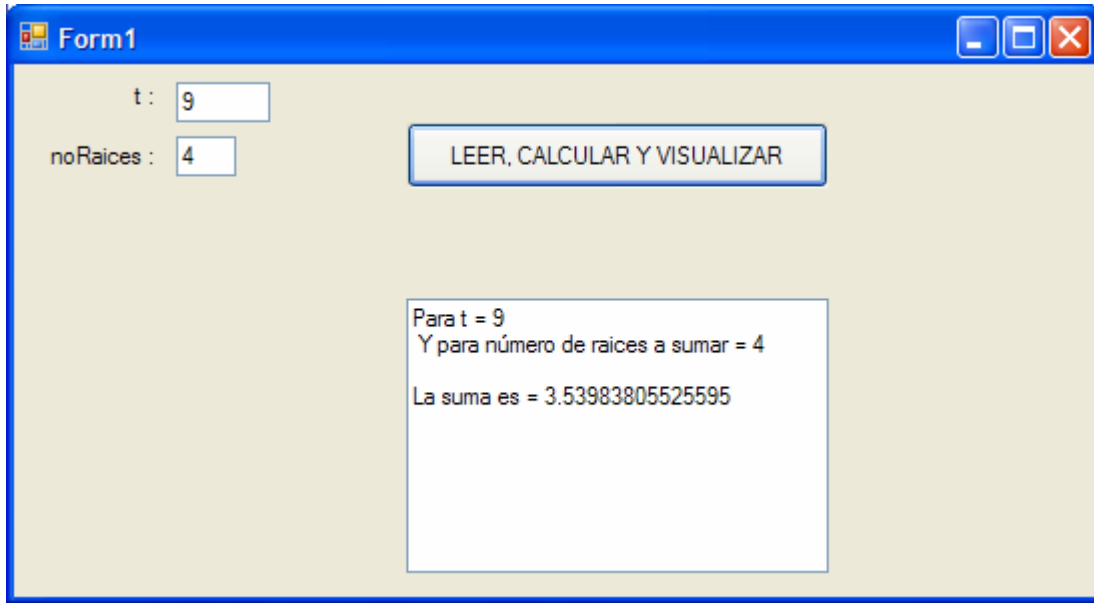 Form1
t :
9
noRaices :
4
LEER, CALCULAR Y VISUALIZAR
Para t = 9
Y para número de raices a sumar = 4
La suma es = 3.53983805525595